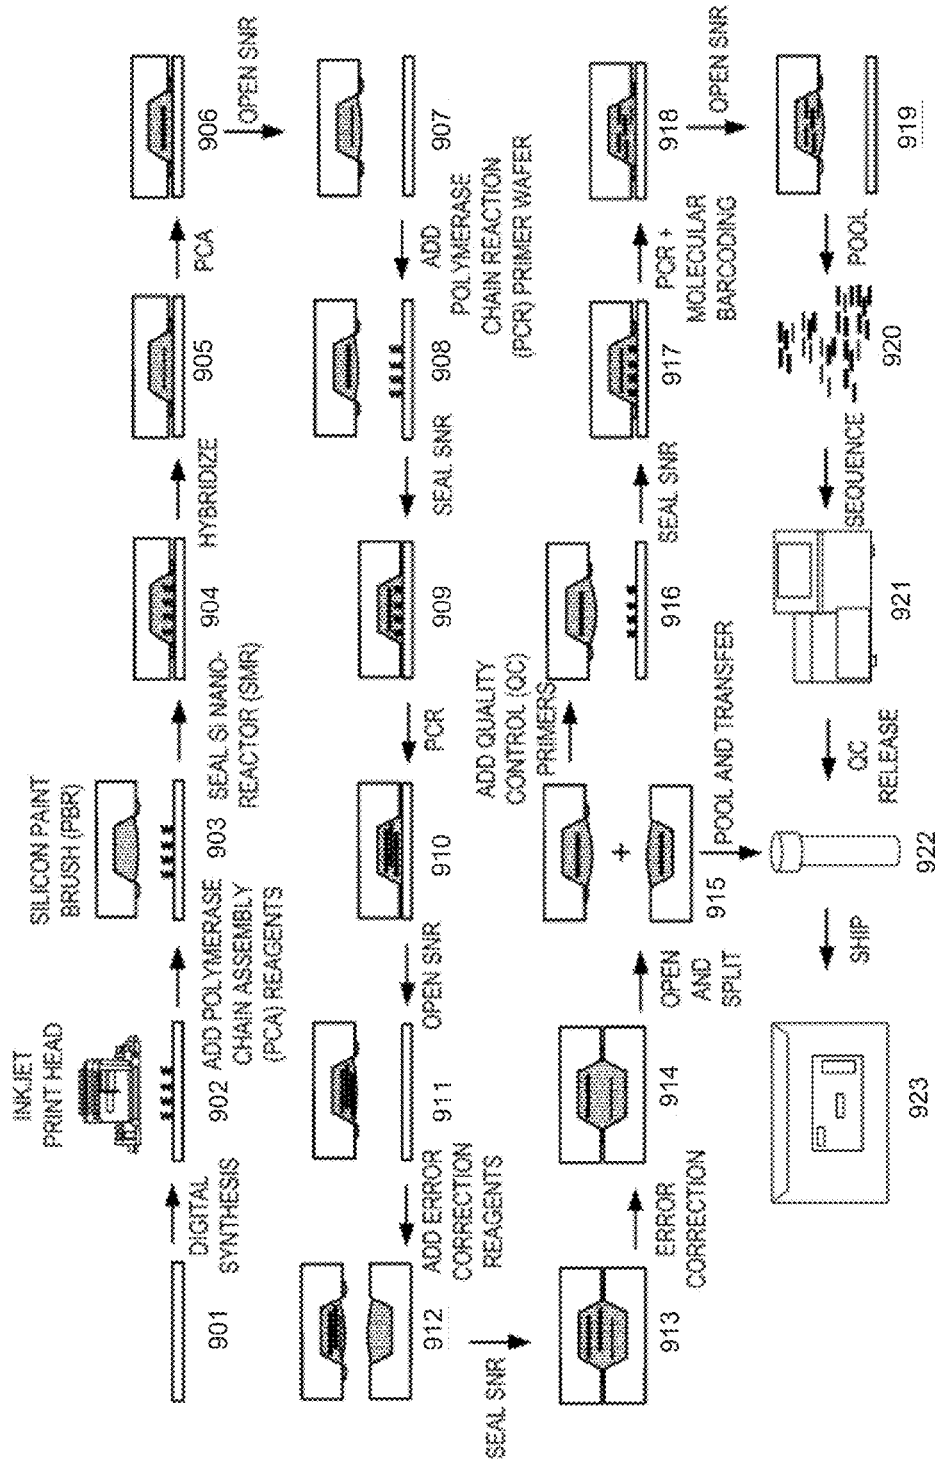 INKJET
PRINT HEAD
SILICON PAINT
BRUSH (PBR)
901
DIGITAL
SYNTHESIS
902
ADD POLYMERASE
CHAIN ASSEMBLY
(PCA) REAGENTS
903
SEAL SI NANO-
REACTOR (SMR)
904
HYBRIDIZE
905
PCA
906
OPEN SNR
907
ADD
POLYMERASE
CHAIN REACTION
(PCR) PRIMER WAFER
908
SEAL SNR
909
PCR
910
OPEN SNR
911
ADD ERROR
CORRECTION
REAGENTS
912
SEAL SNR
913
ERROR
CORRECTION
914
OPEN
AND
SPLIT
+
915
ADD QUALITY
CONTROL (QC)
PRIMERS
POOL AND TRANSFER
916
SEAL SNR
917
PCR +
MOLECULAR
BARCODING
918
OPEN SNR
919
POOL
920
SEQUENCE
921
QC
RELEASE
922
SHIP
923